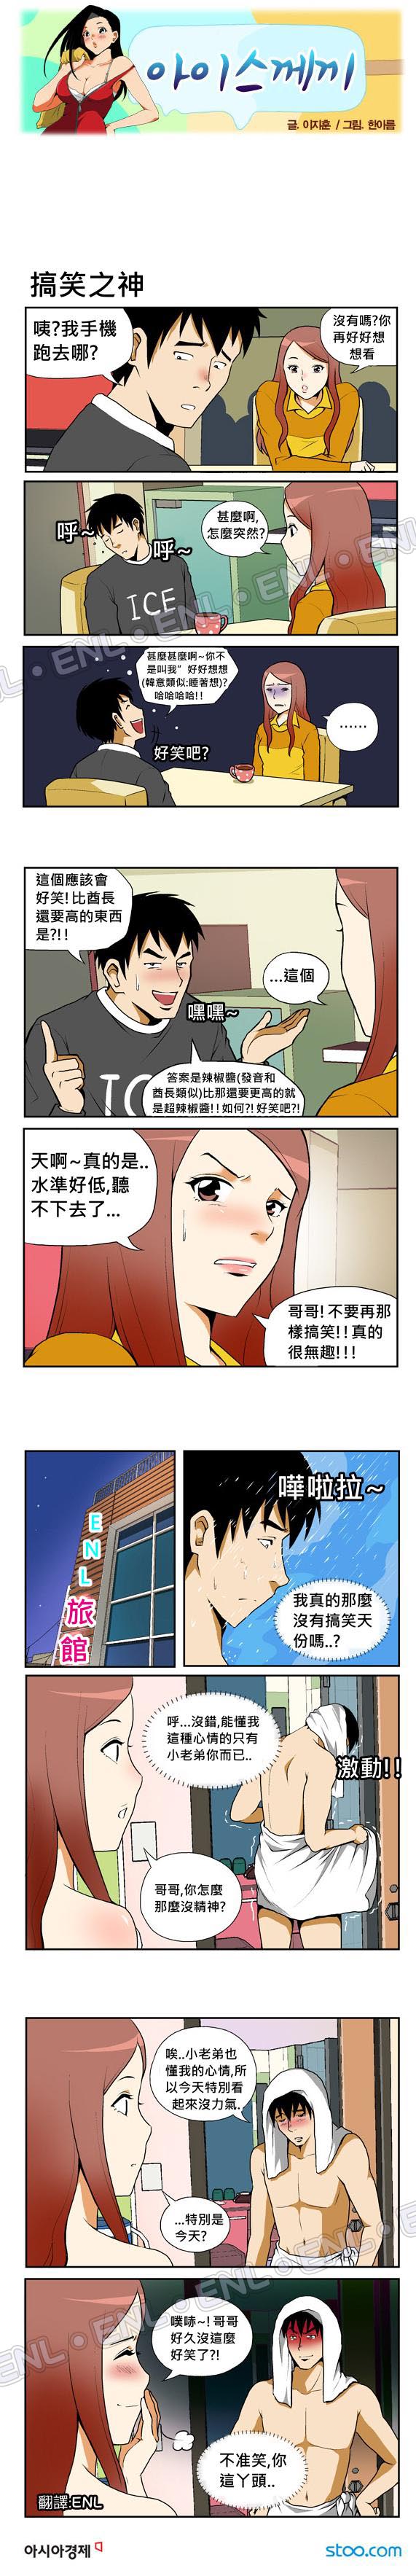 아이스께끼
글. 이지훈 / 그림. 한아름
搞笑之神
咦?我手機
跑去哪?
沒有嗎?你
再好好想
想看
呼~
呼~
甚麼啊,
怎麼突然?
ICE
ENL • ENL • ENL • ENL
甚麼甚麼啊~你不
是叫我"好好想想
(韓意類似:睡著想)?
哈哈哈哈!!
好笑吧?
......
這個應該會
好笑!比酋長
還要高的東西
是?!!
...這個
嘿嘿~
IC
答案是辣椒醬(發音和
酋長類似)比那還要更高的就
是超辣椒醬!!如何?!好笑吧?!
天啊~真的是..
水準好低,聽
不下去了...
哥哥!不要再那
樣搞笑!!真的
很無趣!!!
ENL旅館
嘩啦拉~
我真的那麼
沒有搞笑天
份嗎..?
呼...沒錯,能懂我
這種心情的只有
小老弟你而已..
激動!!
哥哥,你怎麼
那麼沒精神?
唉..小老弟也
懂我的心情,所
以今天特別看
起來沒力氣..
...特別是
今天?
ENL • ENL • ENL • ENL
噗哧~!哥哥
好久沒這麼
好笑了?!
不准笑,你
這丫頭..
翻譯:ENL
아시아경제
stoo.com